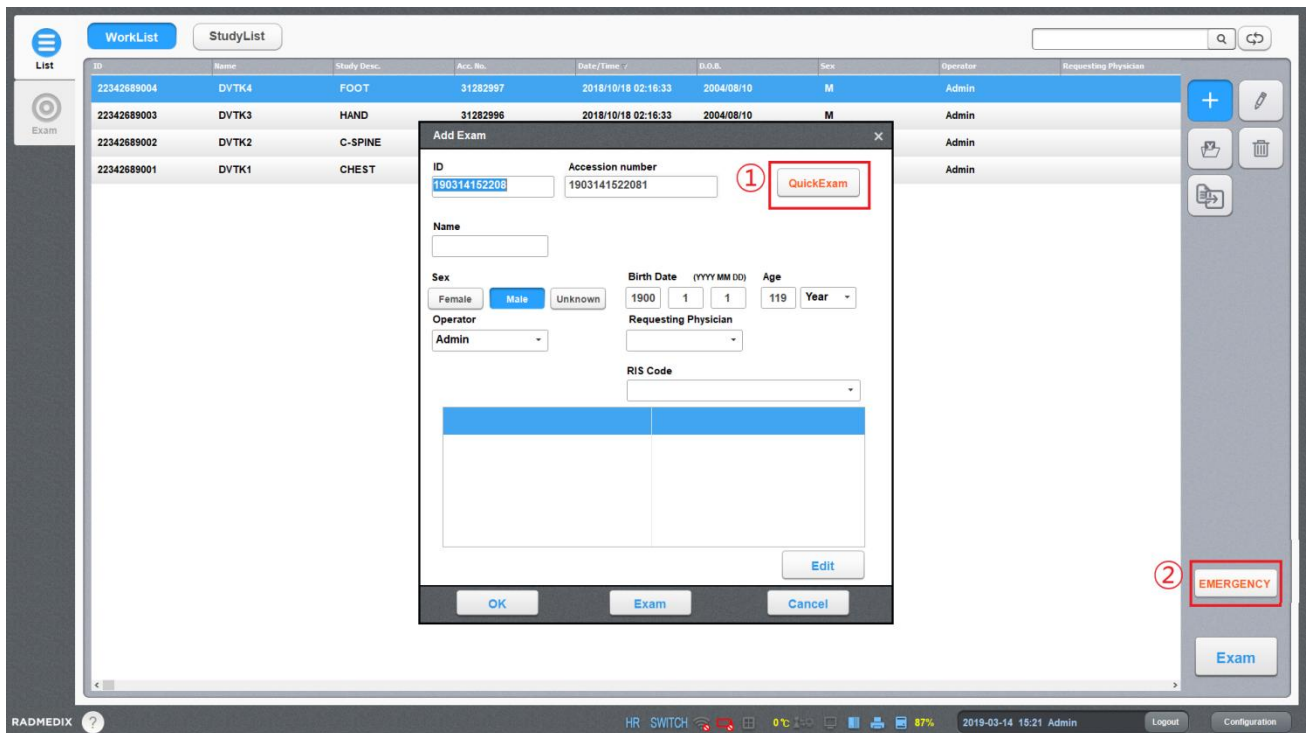 WorkList StudyList
List
Exam
ID Name Study Desc. Acc. No. Date/Time D.O.B. Sex Operator Requesting Physician
22342689004 DVTK4 FOOT 31282997 2018/10/18 02:16:33 2004/08/10 M Admin
22342689003 DVTK3 HAND 31282996 2018/10/18 02:16:33 2004/08/10 M Admin
22342689002 DVTK2 C-SPINE Admin
22342689001 DVTK1 CHEST Admin
Add Exam ×
ID Accession number
190314152208 1903141522081 ① QuickExam
Name
Sex Birth Date (YYYY MM DD) Age
Female Male Unknown 1900 1 1 119 Year
Operator Requesting Physician
Admin
RIS Code
Edit
OK Exam Cancel
② EMERGENCY
Exam
RADMEDIX ? HR SWITCH 0℃ 87% 2019-03-14 15:21 Admin Logout Configuration